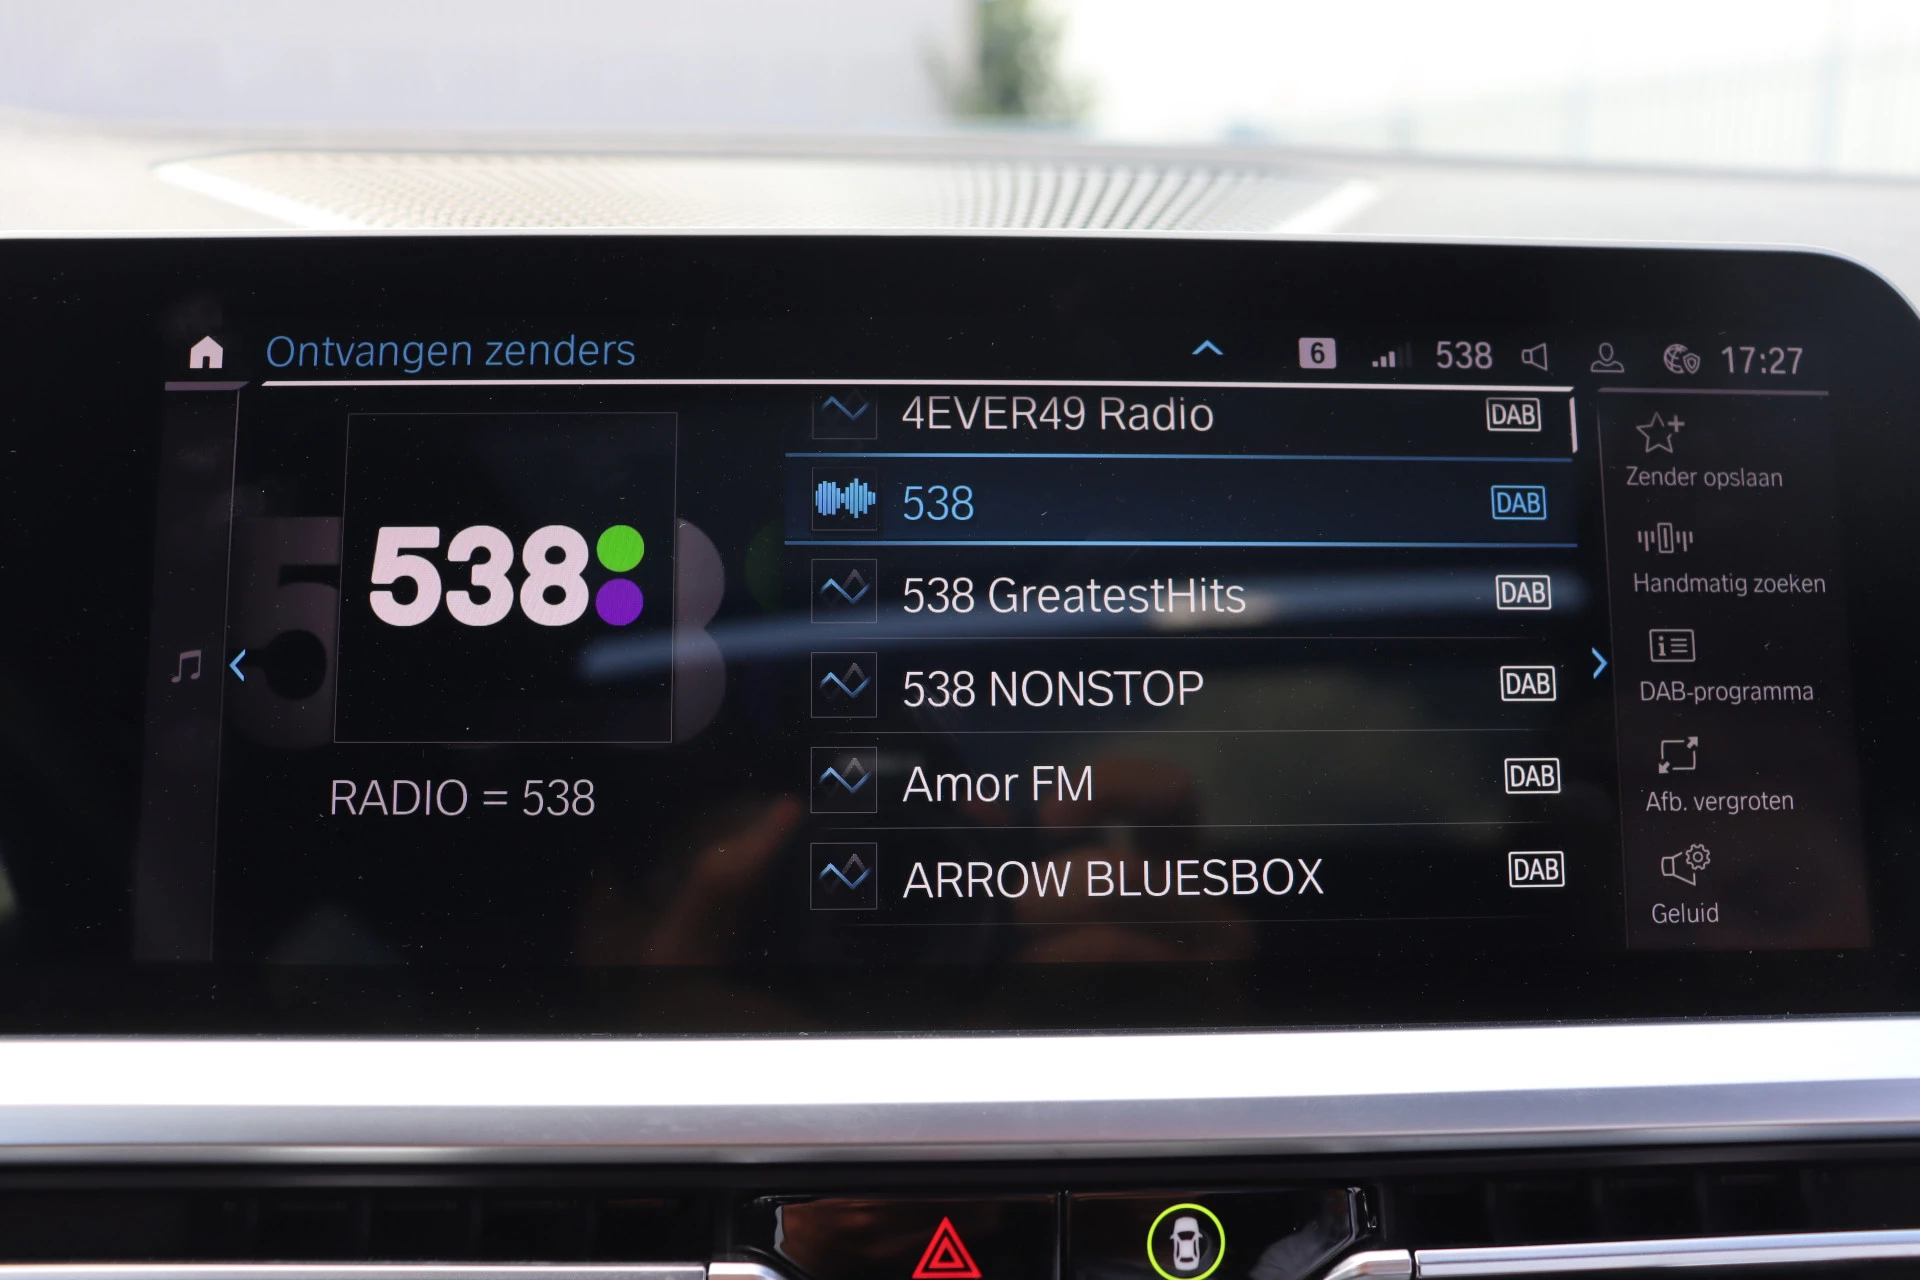 Ontvangen zenders
6 538 17:27
4EVER49 Radio DAB
538 DAB
538 GreatestHits DAB
538 NONSTOP DAB
Amor FM DAB
ARROW BLUESBOX DAB
538
RADIO = 538
Zender opslaan
Handmatig zoeken
DAB-programma
Afb. vergroten
Geluid